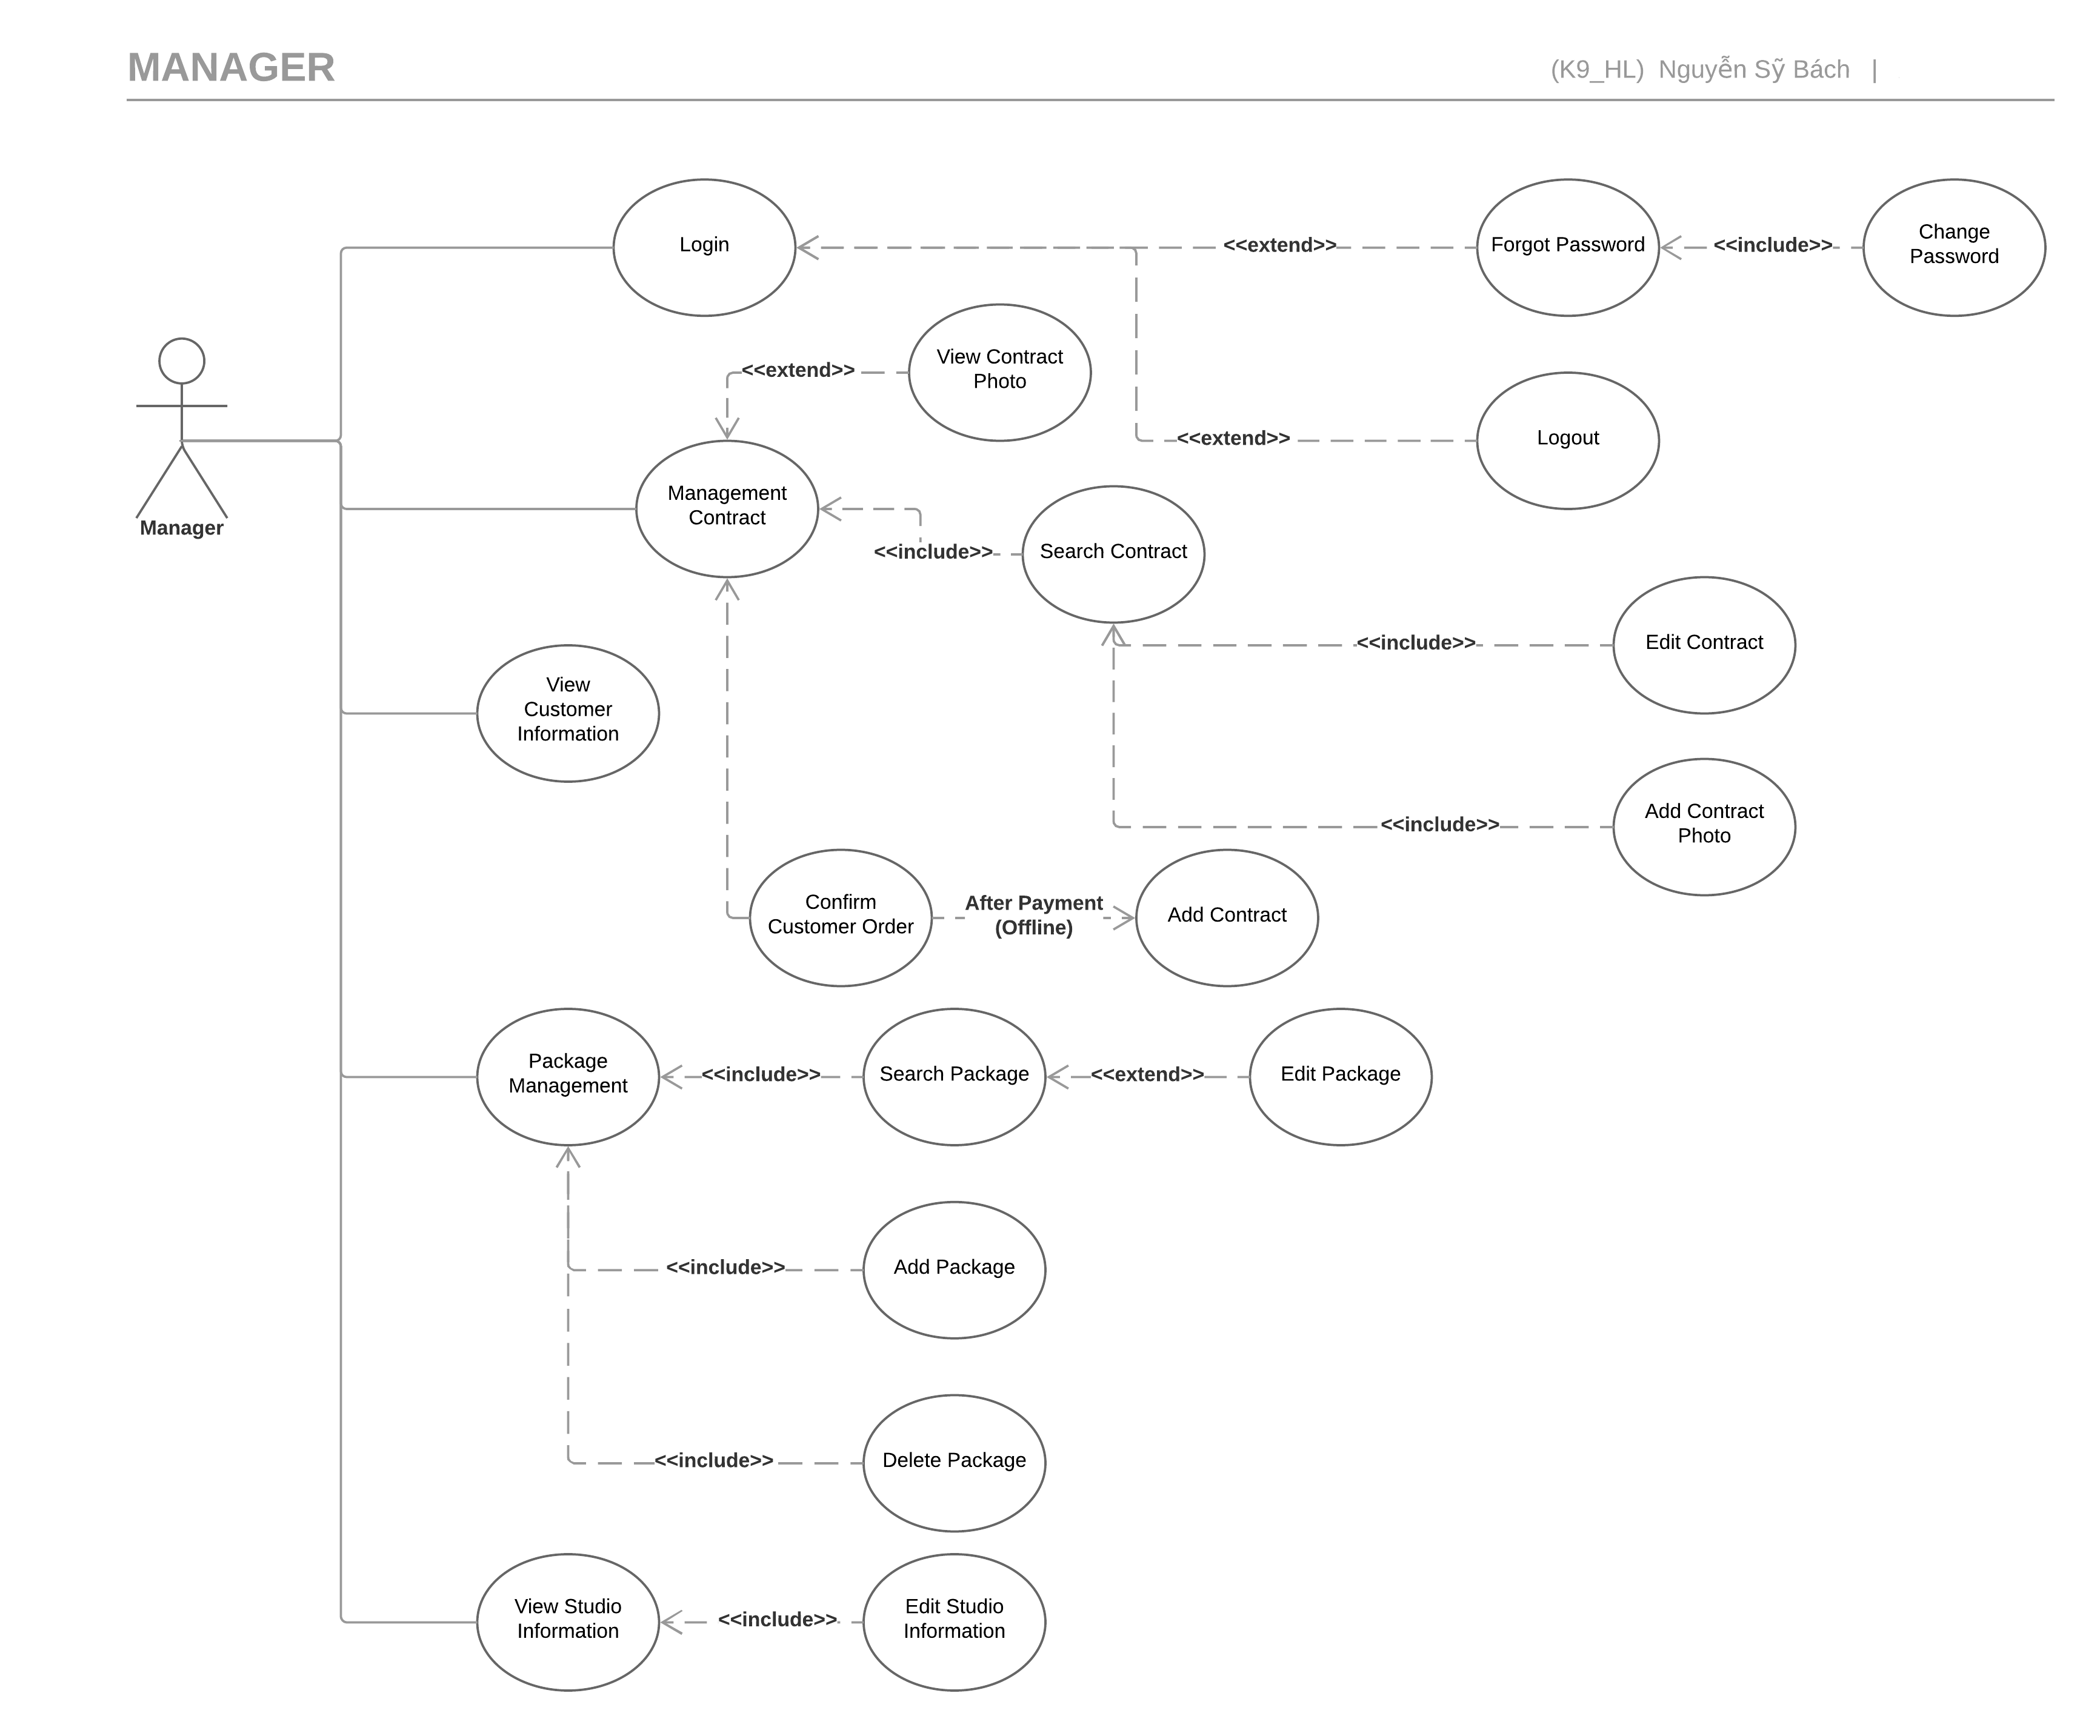 MANAGER
(K9_HL) Nguyễn Sỹ Bách |
Login
<<extend>>
Forgot Password
<<include>>
Change
Password
View Contract
Photo
<<extend>>
<<extend>>
Logout
Manager
Management
Contract
<<include>>
Search Contract
<<include>>
Edit Contract
View
Customer
Information
<<include>>
Add Contract
Photo
Confirm
Customer Order
After Payment
(Offline)
Add Contract
Package
Management
<<include>>
Search Package
<<extend>>
Edit Package
<<include>>
Add Package
<<include>>
Delete Package
View Studio
Information
<<include>>
Edit Studio
Information